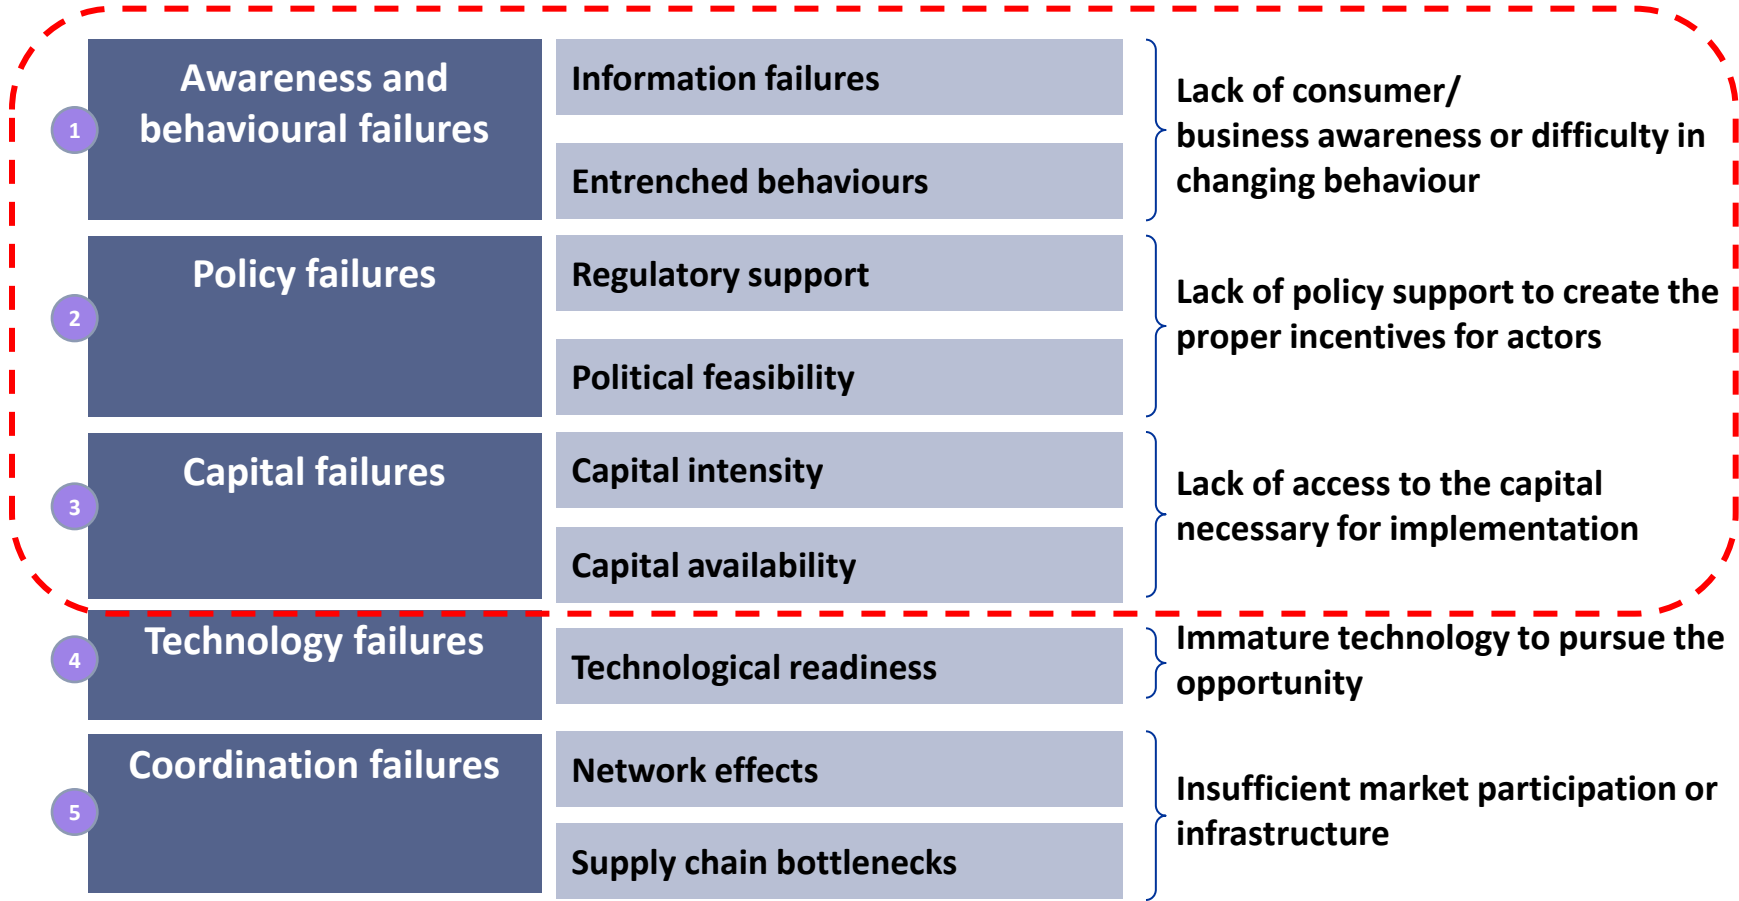 1
Awareness and
behavioural failures
Information failures
Entrenched behaviours
Lack of consumer/
business awareness or difficulty in
changing behaviour
2
Policy failures
Regulatory support
Political feasibility
Lack of policy support to create the
proper incentives for actors
3
Capital failures
Capital intensity
Capital availability
Lack of access to the capital
necessary for implementation
4
Technology failures
Technological readiness
Immature technology to pursue the
opportunity
5
Coordination failures
Network effects
Supply chain bottlenecks
Insufficient market participation or
infrastructure